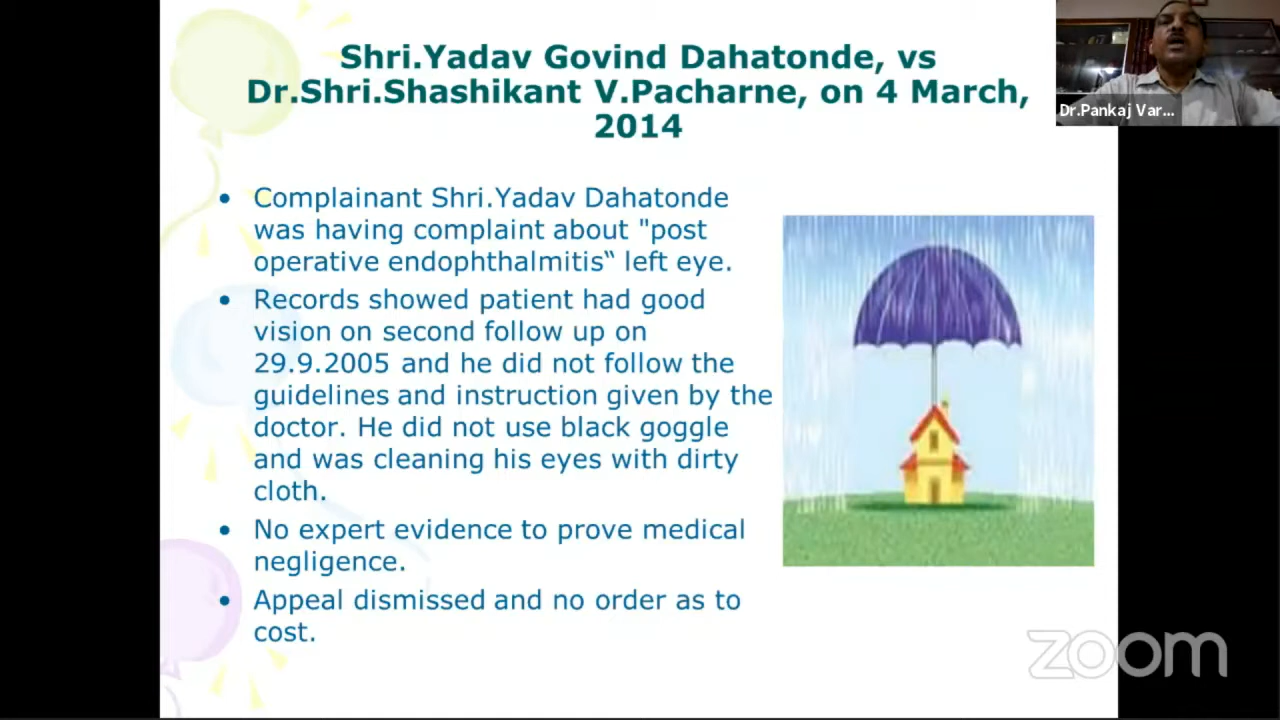 Shri.Yadav Govind Dahatonde, vs
Dr.Shri.Shashikant V.Pacharne, on 4 March,
2014
Dr.Pankaj Var...
• Complainant Shri.Yadav Dahatonde
was having complaint about "post
operative endophthalmitis“ left eye.
• Records showed patient had good
vision on second follow up on
29.9.2005 and he did not follow the
guidelines and instruction given by the
doctor. He did not use black goggle
and was cleaning his eyes with dirty
cloth.
• No expert evidence to prove medical
negligence.
• Appeal dismissed and no order as to
cost.
zoom